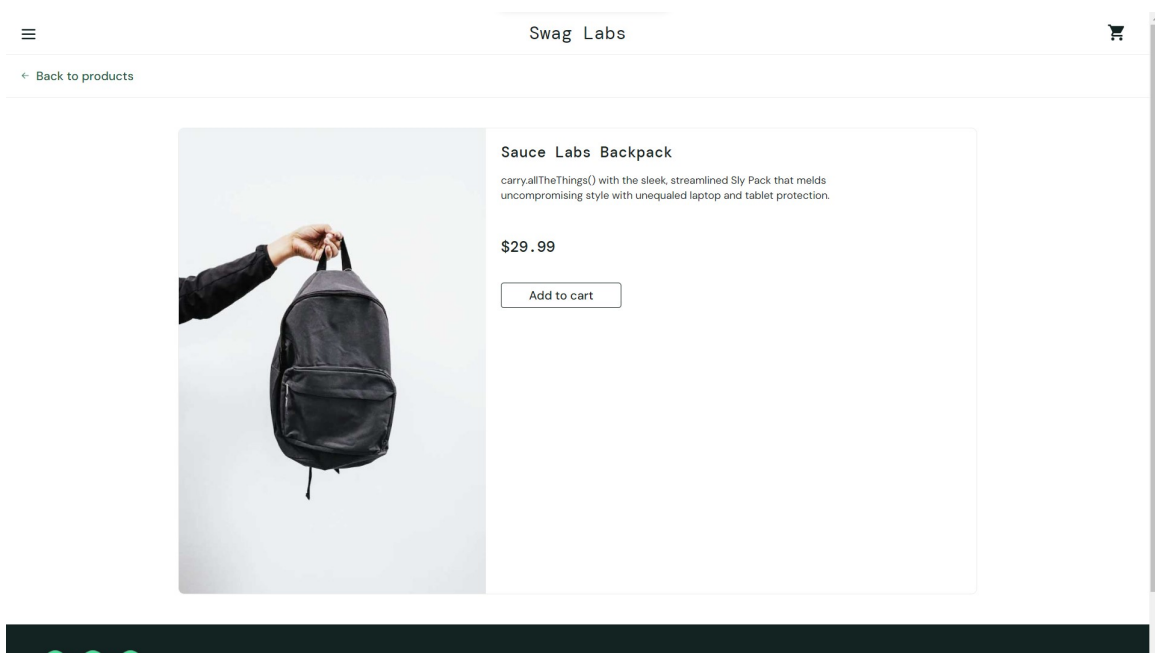 Swag Labs
← Back to products
Sauce Labs Backpack
carry.allTheThings() with the sleek, streamlined Sly Pack that melds
uncompromising style with unequaled laptop and tablet protection.
$29.99
Add to cart